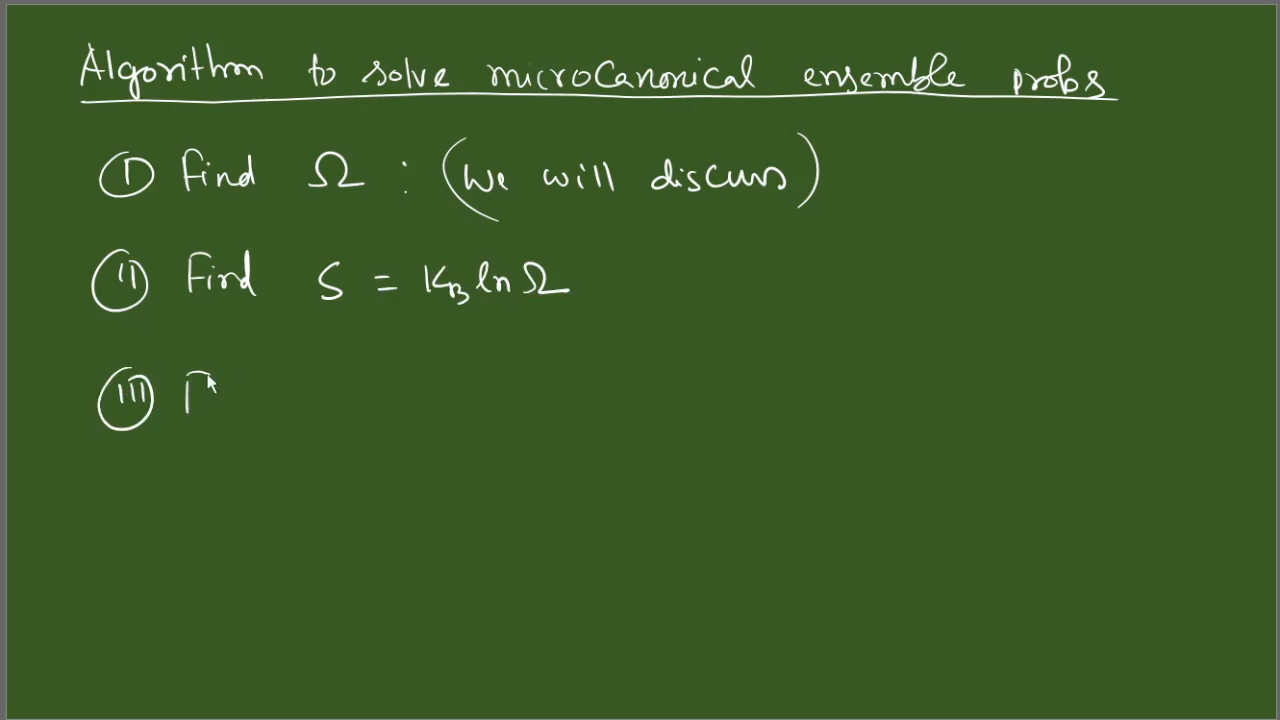 Algorithm to solve microCanonical ensemble probs
(I) Find Ω : (We will discuss)
(II) Find S = K_B ln Ω
(III)